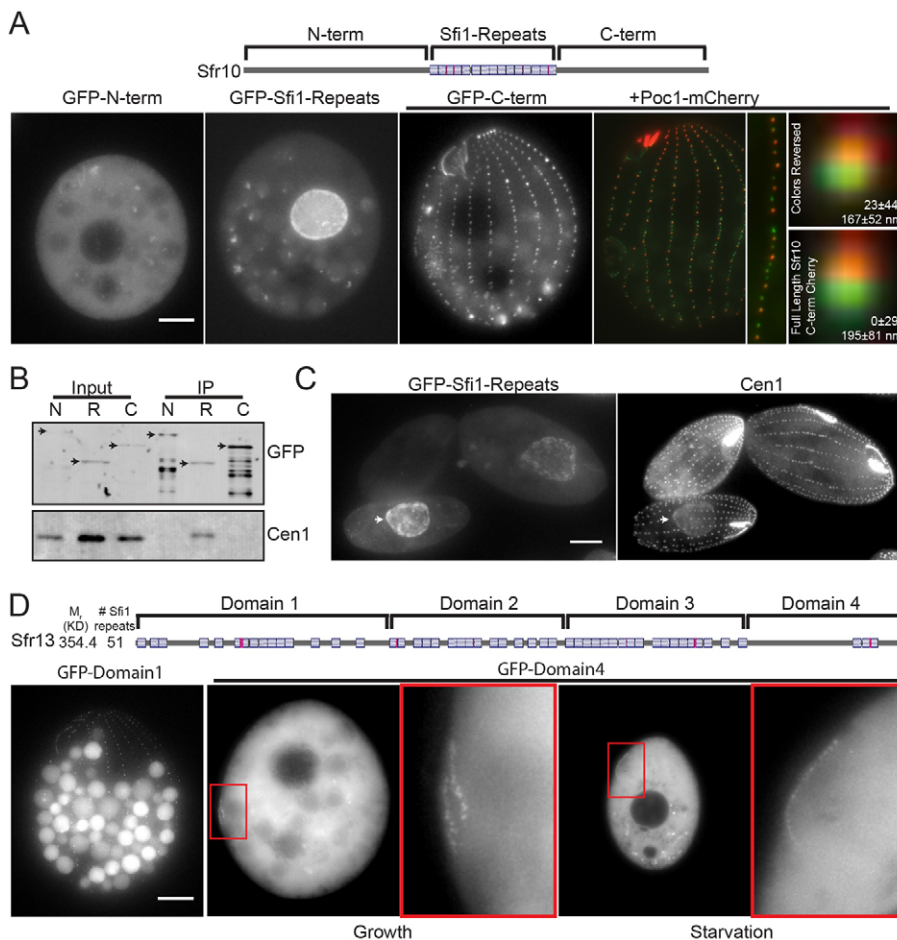 A
N-term Sfi1-Repeats C-term
Sfr10
GFP-N-term GFP-Sfi1-Repeats GFP-C-term +Poc1-mCherry
Colors Reversed
23±44
167±52 nm
Full Length Sfr10
C-term Cherry
0±29
195±81 nm
B
Input IP
N R C N R C
GFP
Cen1
C
GFP-Sfi1-Repeats Cen1
D
Mr # Sfi1
(KD) repeats
Domain 1 Domain 2 Domain 3 Domain 4
Sfr13 354.4 51
GFP-Domain1 GFP-Domain4
Growth Starvation